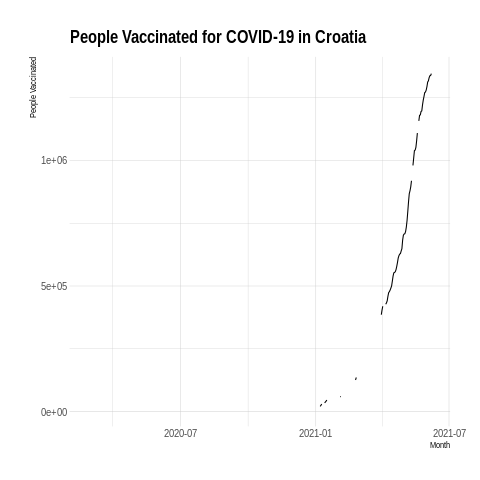 People Vaccinated for COVID-19 in Croatia
People Vaccinated
1e+06
5e+05
0e+00
2020-07
2021-01
2021-07
Month